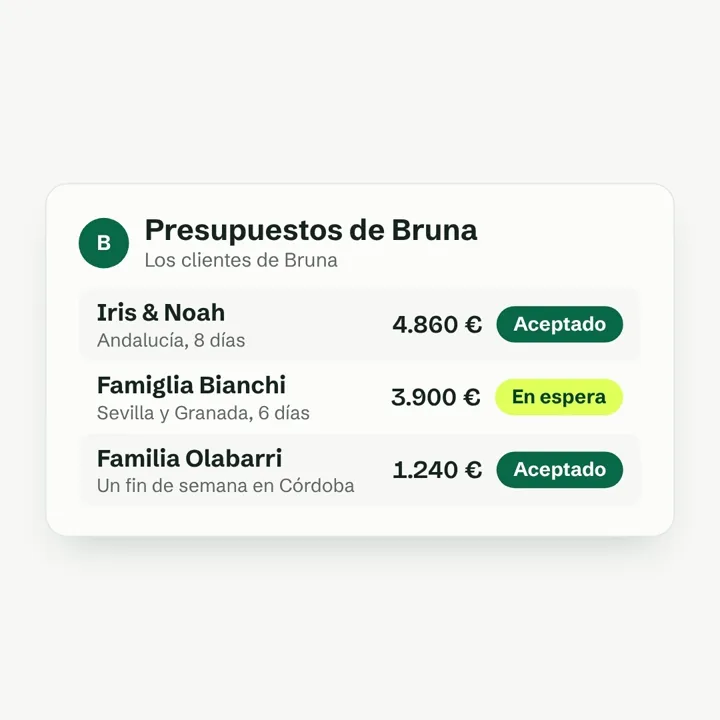 B
Presupuestos de Bruna
Los clientes de Bruna
Iris & Noah
Andalucía, 8 días
4.860 €
Aceptado
Famiglia Bianchi
Sevilla y Granada, 6 días
3.900 €
En espera
Familia Olabarri
Un fin de semana en Córdoba
1.240 €
Aceptado